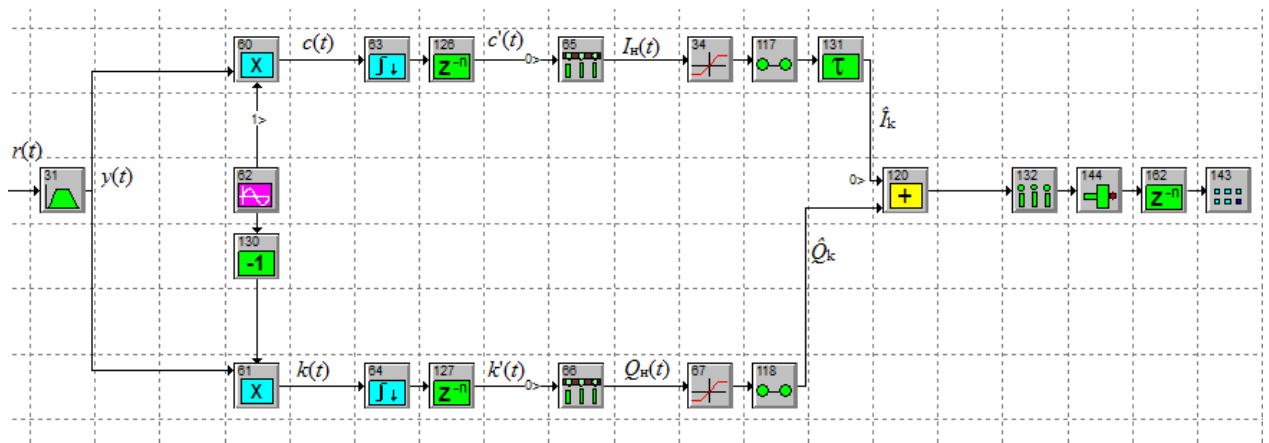 60 c(t) 63 126 c'(t) 65 Iн(t) 34 117 131
X ∫↓ z⁻ⁿ 0> τ
1> Îk
r(t) 31 y(t) 62 0> 120 132 144 162 143
+ z⁻ⁿ
130
-1 Q̂k
61 k(t) 64 127 k'(t) 66 Qн(t) 67 118
X ∫↓ z⁻ⁿ 0>